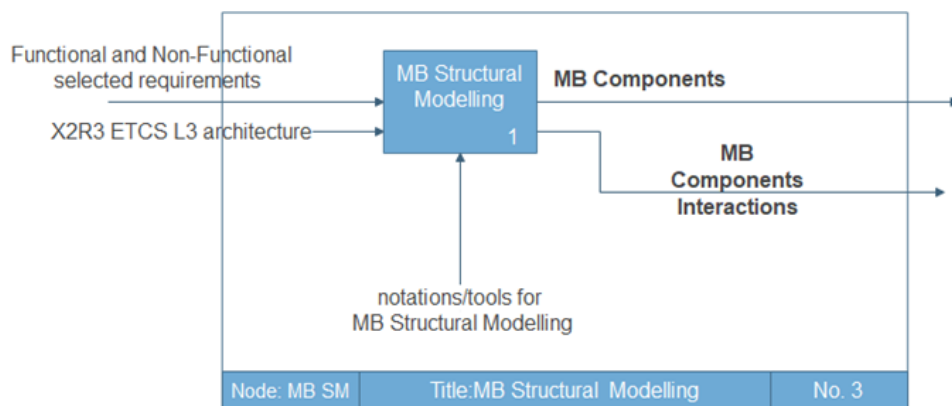 Functional and Non-Functional
selected requirements
X2R3 ETCS L3 architecture
MB Structural
Modelling
1
MB Components
MB
Components
Interactions
notations/tools for
MB Structural Modelling
Node: MB SM
Title:MB Structural Modelling
No. 3